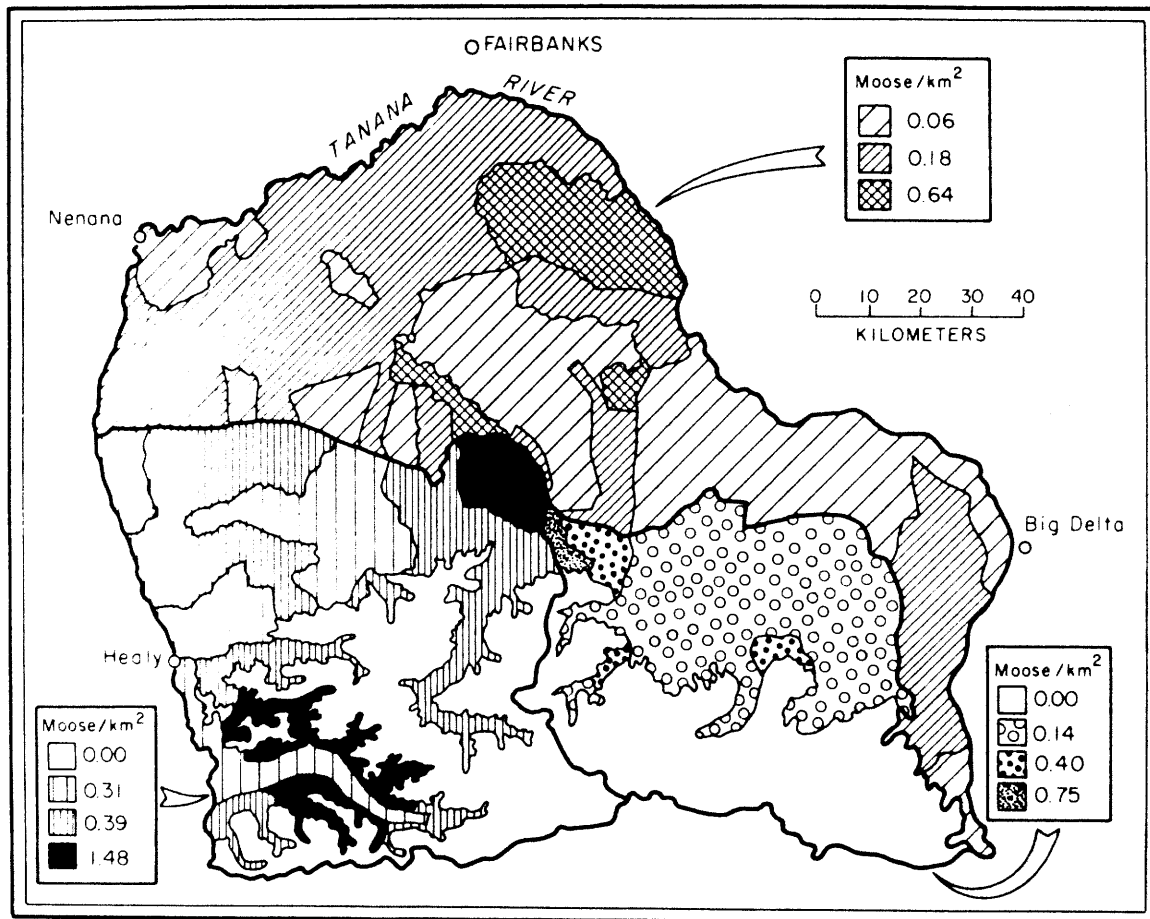 FAIRBANKS
TANANA RIVER
Moose/km²
0.06
0.18
0.64
Nenana
0 10 20 30 40
KILOMETERS
Big Delta
Healy
Moose/km²
0.00
0.31
0.39
1.48
Moose/km²
0.00
0.14
0.40
0.75